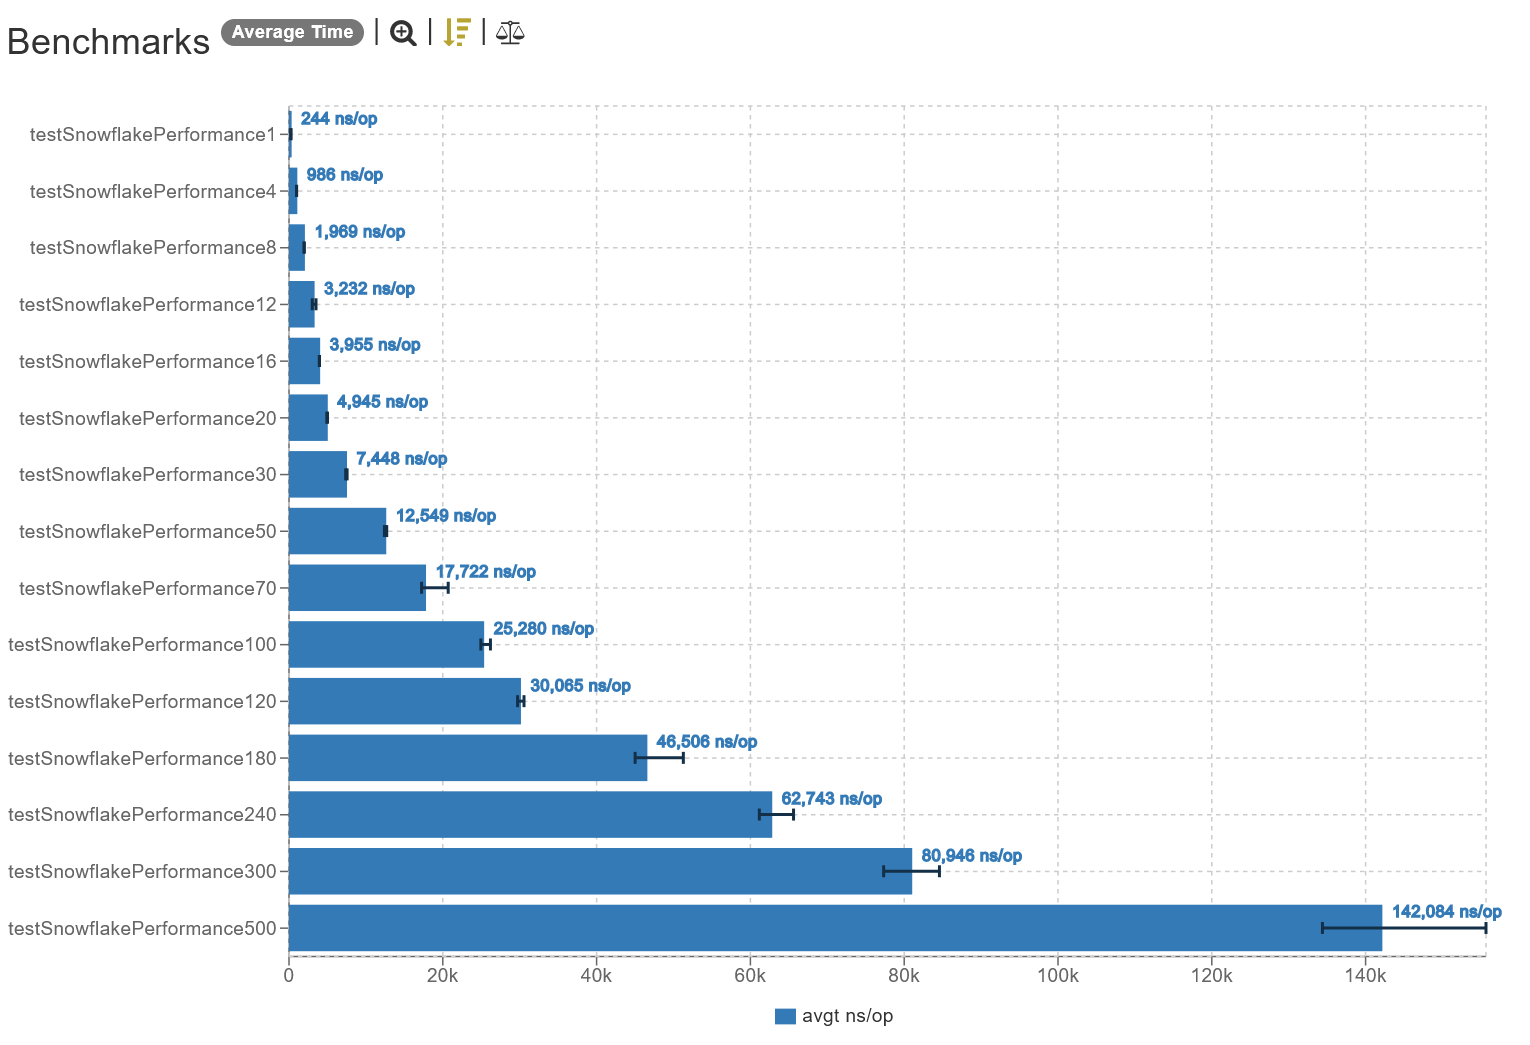 Benchmarks Average Time
testSnowflakePerformance1 244 ns/op
testSnowflakePerformance4 986 ns/op
testSnowflakePerformance8 1,969 ns/op
testSnowflakePerformance12 3,232 ns/op
testSnowflakePerformance16 3,955 ns/op
testSnowflakePerformance20 4,945 ns/op
testSnowflakePerformance30 7,448 ns/op
testSnowflakePerformance50 12,549 ns/op
testSnowflakePerformance70 17,722 ns/op
testSnowflakePerformance100 25,280 ns/op
testSnowflakePerformance120 30,065 ns/op
testSnowflakePerformance180 46,506 ns/op
testSnowflakePerformance240 62,743 ns/op
testSnowflakePerformance300 80,946 ns/op
testSnowflakePerformance500 142,084 ns/op
0 20k 40k 60k 80k 100k 120k 140k
avgt ns/op